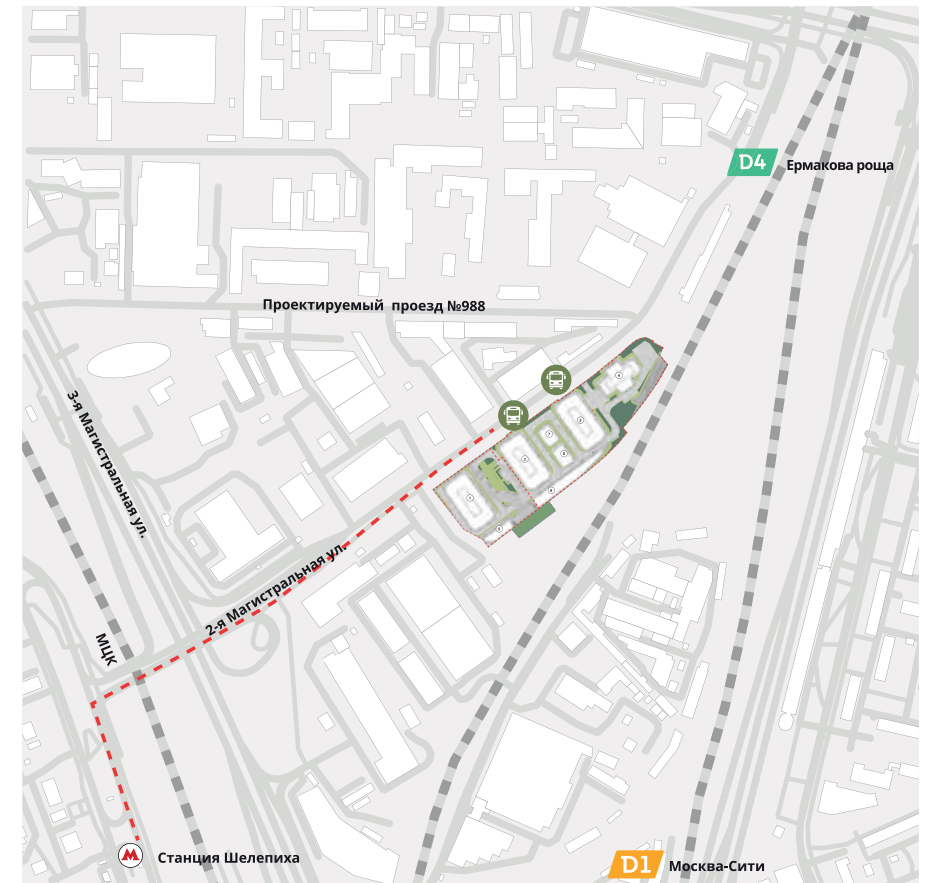 D4 Ермакова роща
Проектируемый проезд №988
3-я Магистральная ул.
2-я Магистральная ул.
МЦК
Станция Шелепиха
D1 Москва-Сити